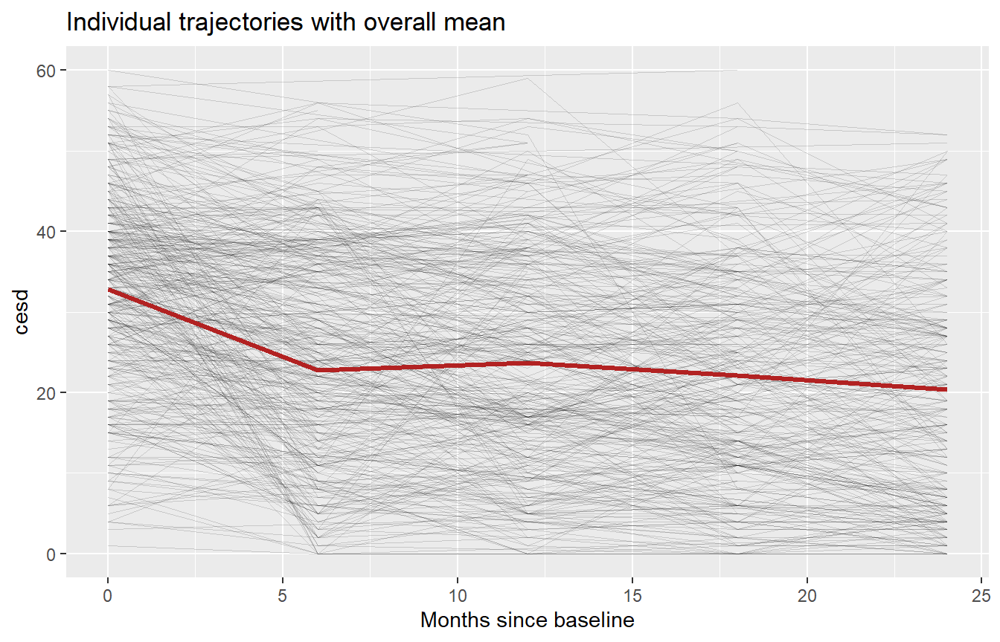 Individual trajectories with overall mean
60
40
20
0
cesd
0 5 10 15 20 25
Months since baseline